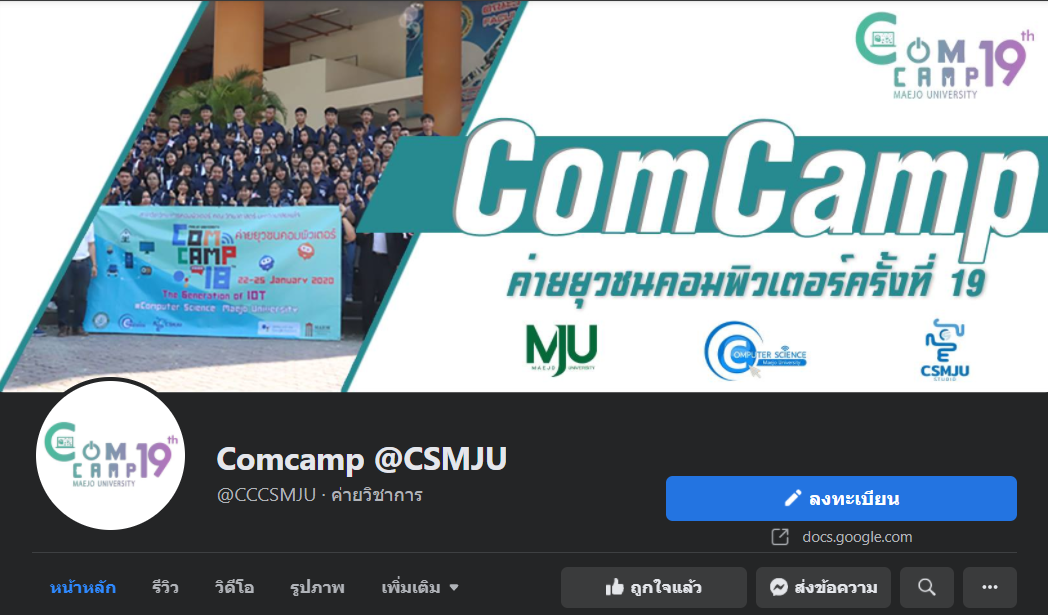 COM
CAMP 19th
MAEJO UNIVERSITY
ComCamp
ค่ายยุวชนคอมพิวเตอร์ครั้งที่ 19
COM
CAMP
18
ค่ายยุวชนคอมพิวเตอร์
22-25 January 2020
The Generation of IOT
@Computer Science Maejo University
MJU
MAEJO UNIVERSITY
COMPUTER SCIENCE
Maejo University
CSMJU
STUDIO
COM
CAMP 19th
MAEJO UNIVERSITY
Comcamp @CSMJU
@CCCSMJU · ค่ายวิชาการ
ลงทะเบียน
docs.google.com
หน้าหลัก รีวิว วิดีโอ รูปภาพ เพิ่มเติม
ถูกใจแล้ว ส่งข้อความ